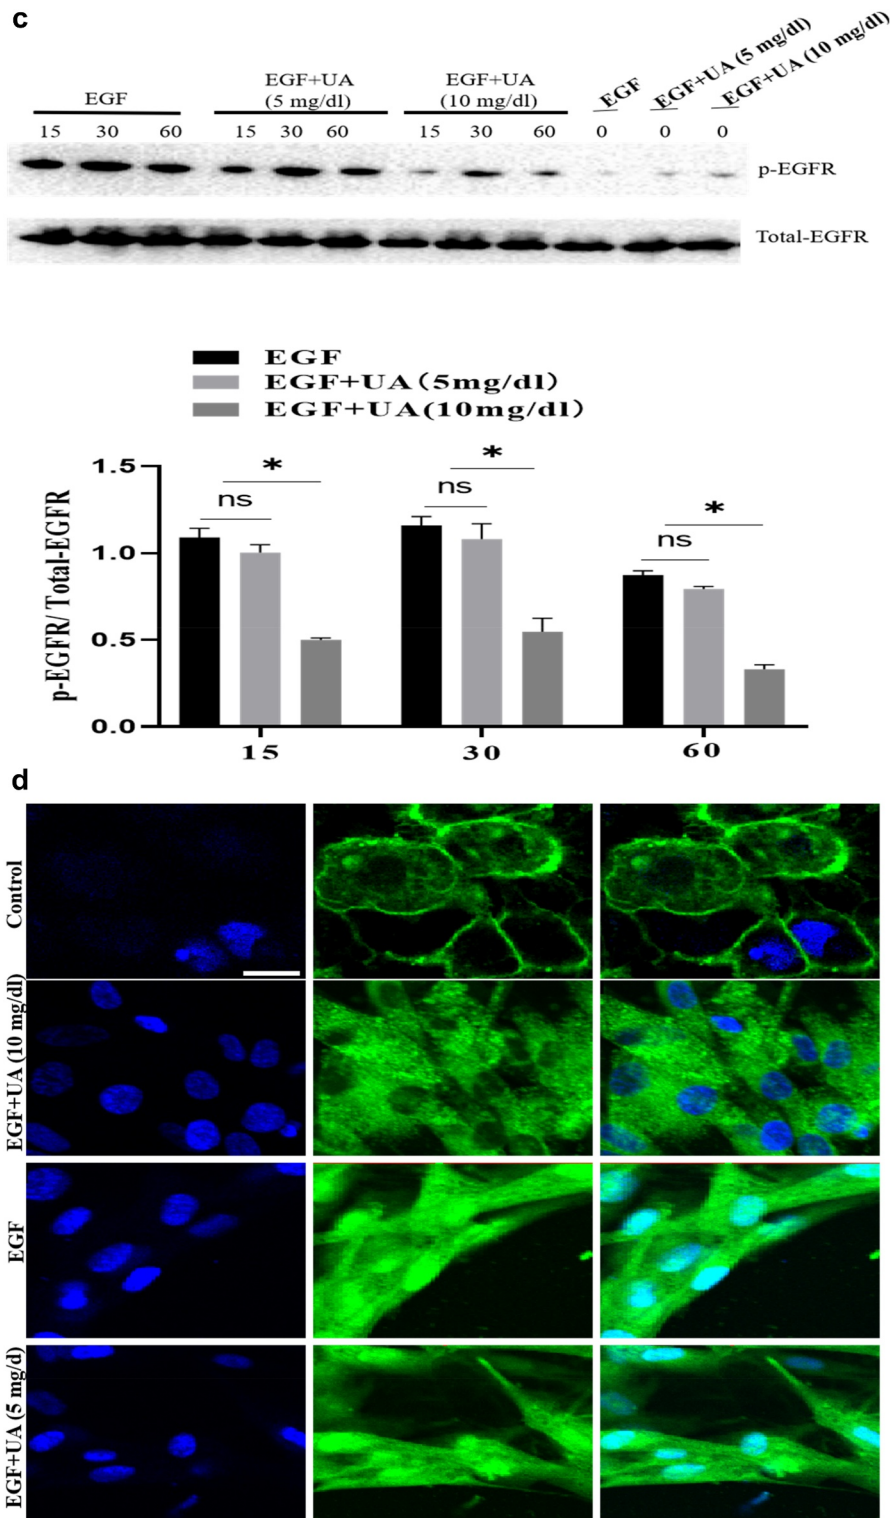 c
EGF
EGF+UA
(5 mg/dl)
EGF+UA
(10 mg/dl)
EGF
EGF+UA (5 mg/dl)
EGF+UA (10 mg/dl)
15 30 60 15 30 60 15 30 60 0 0 0
p-EGFR
Total-EGFR
EGF
EGF+UA(5mg/dl)
EGF+UA(10mg/dl)
p-EGFR/ Total-EGFR
1.5
1.0
0.5
0.0
ns *
ns *
ns *
15 30 60
d
Control
EGF+UA (10 mg/dl)
EGF
EGF+UA (5 mg/d)